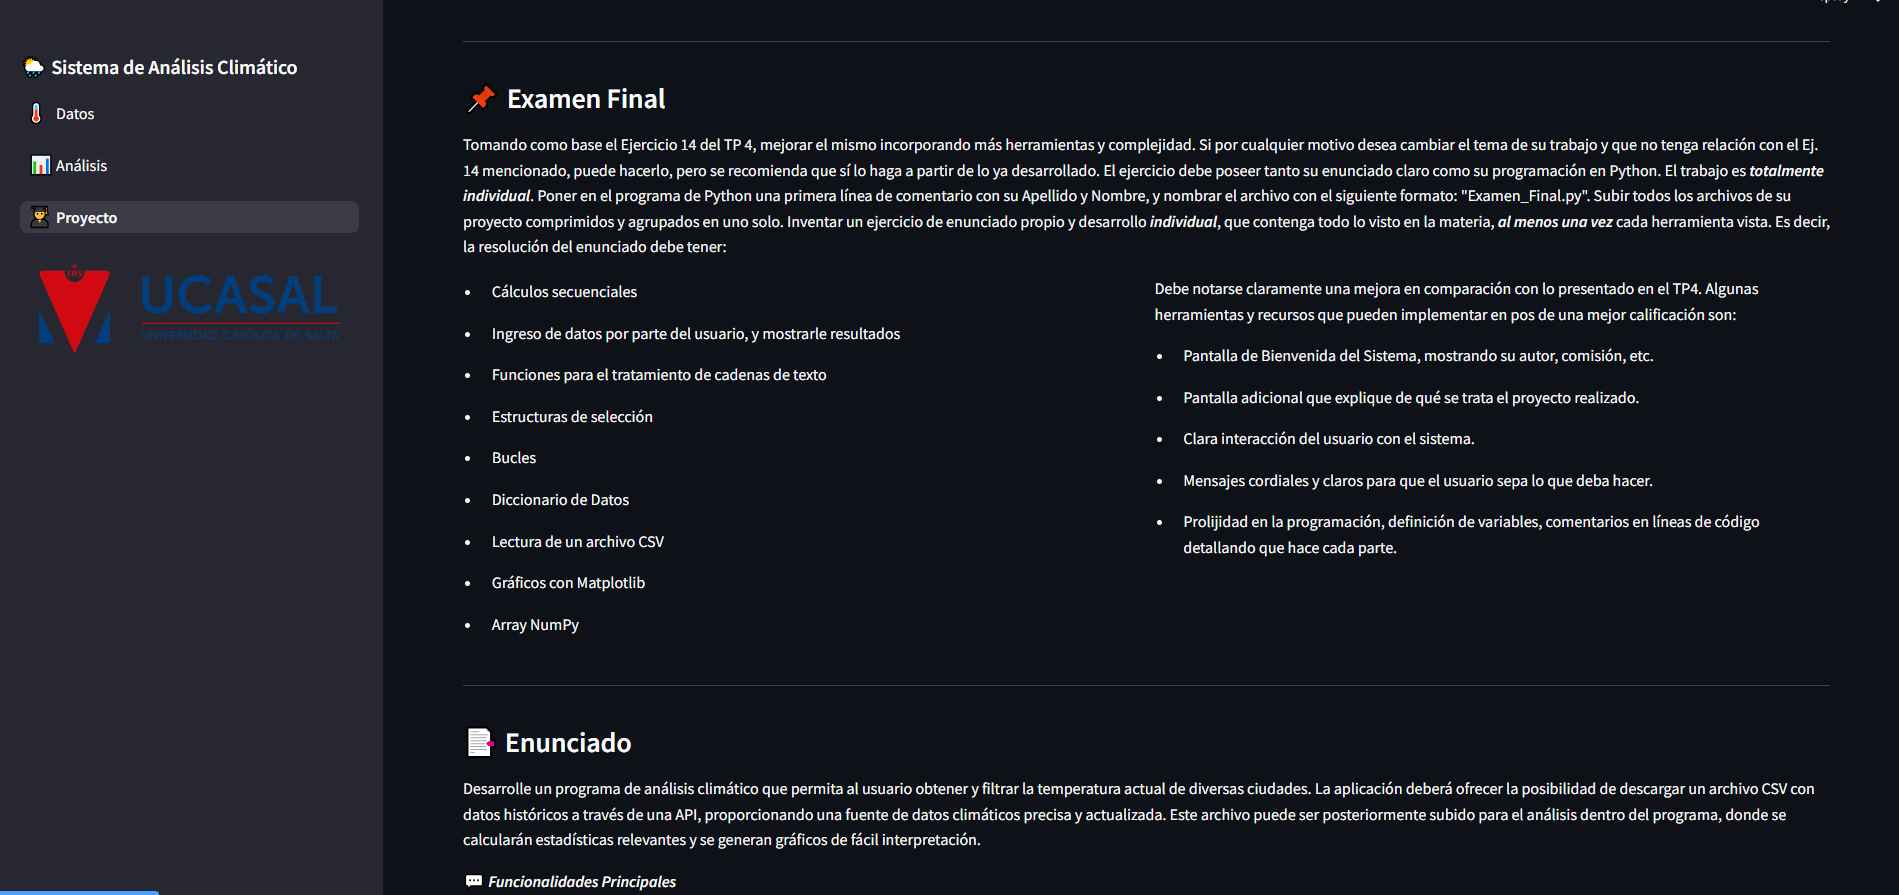 Sistema de Análisis Climático
Datos
Análisis
Proyecto
IHS
UCASAL
UNIVERSIDAD CATÓLICA DE SALTA
Examen Final
Tomando como base el Ejercicio 14 del TP 4, mejorar el mismo incorporando más herramientas y complejidad. Si por cualquier motivo desea cambiar el tema de su trabajo y que no tenga relación con el Ej.
14 mencionado, puede hacerlo, pero se recomienda que sí lo haga a partir de lo ya desarrollado. El ejercicio debe poseer tanto su enunciado claro como su programación en Python. El trabajo es totalmente
individual. Poner en el programa de Python una primera línea de comentario con su Apellido y Nombre, y nombrar el archivo con el siguiente formato: "Examen_Final.py". Subir todos los archivos de su
proyecto comprimidos y agrupados en uno solo. Inventar un ejercicio de enunciado propio y desarrollo individual, que contenga todo lo visto en la materia, al menos una vez cada herramienta vista. Es decir,
la resolución del enunciado debe tener:
• Cálculos secuenciales
• Ingreso de datos por parte del usuario, y mostrarle resultados
• Funciones para el tratamiento de cadenas de texto
• Estructuras de selección
• Bucles
• Diccionario de Datos
• Lectura de un archivo CSV
• Gráficos con Matplotlib
• Array NumPy
Debe notarse claramente una mejora en comparación con lo presentado en el TP4. Algunas
herramientas y recursos que pueden implementar en pos de una mejor calificación son:
• Pantalla de Bienvenida del Sistema, mostrando su autor, comisión, etc.
• Pantalla adicional que explique de qué se trata el proyecto realizado.
• Clara interacción del usuario con el sistema.
• Mensajes cordiales y claros para que el usuario sepa lo que deba hacer.
• Prolijidad en la programación, definición de variables, comentarios en líneas de código
detallando que hace cada parte.
Enunciado
Desarrolle un programa de análisis climático que permita al usuario obtener y filtrar la temperatura actual de diversas ciudades. La aplicación deberá ofrecer la posibilidad de descargar un archivo CSV con
datos históricos a través de una API, proporcionando una fuente de datos climáticos precisa y actualizada. Este archivo puede ser posteriormente subido para el análisis dentro del programa, donde se
calcularán estadísticas relevantes y se generan gráficos de fácil interpretación.
Funcionalidades Principales